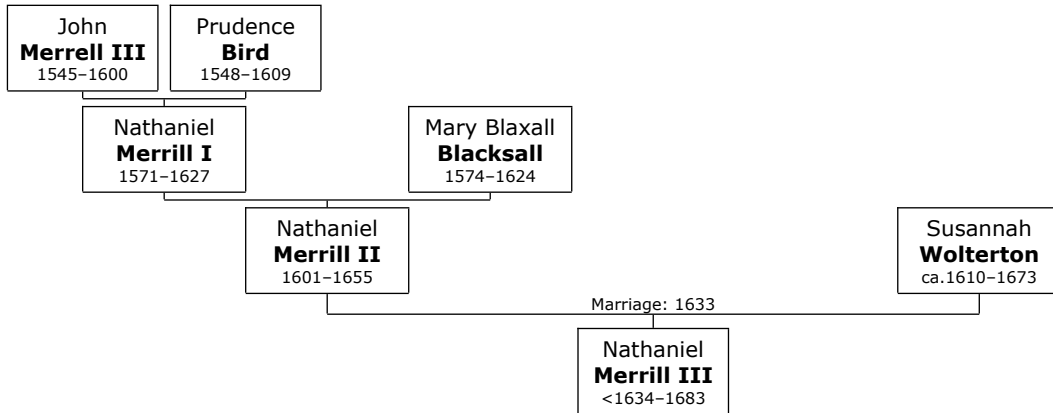 John
Merrell III
1545–1600
Prudence
Bird
1548–1609
Nathaniel
Merrill I
1571–1627
Mary Blaxall
Blacksall
1574–1624
Nathaniel
Merrill II
1601–1655
Susannah
Wolterton
ca.1610–1673
Marriage: 1633
Nathaniel
Merrill III
<1634–1683